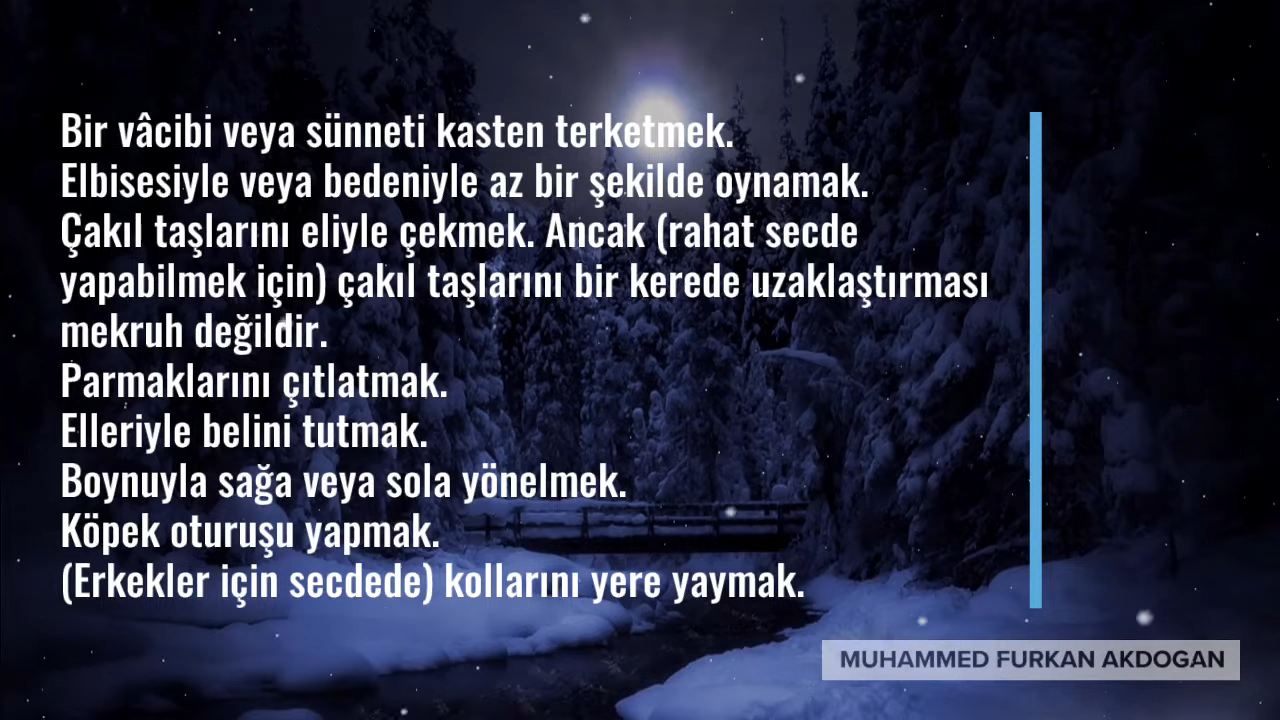 Bir vâcibi veya sünneti kasten terketmek.
Elbisesiyle veya bedeniyle az bir şekilde oynamak.
Çakıl taşlarını eliyle çekmek. Ancak (rahat secde
yapabilmek için) çakıl taşlarını bir kerede uzaklaştırması
mekruh değildir.
Parmaklarını çıtlatmak.
Elleriyle belini tutmak.
Boynuyla sağa veya sola yönelmek.
Köpek oturuşu yapmak.
(Erkekler için secdede) kollarını yere yaymak.
MUHAMMED FURKAN AKDOGAN